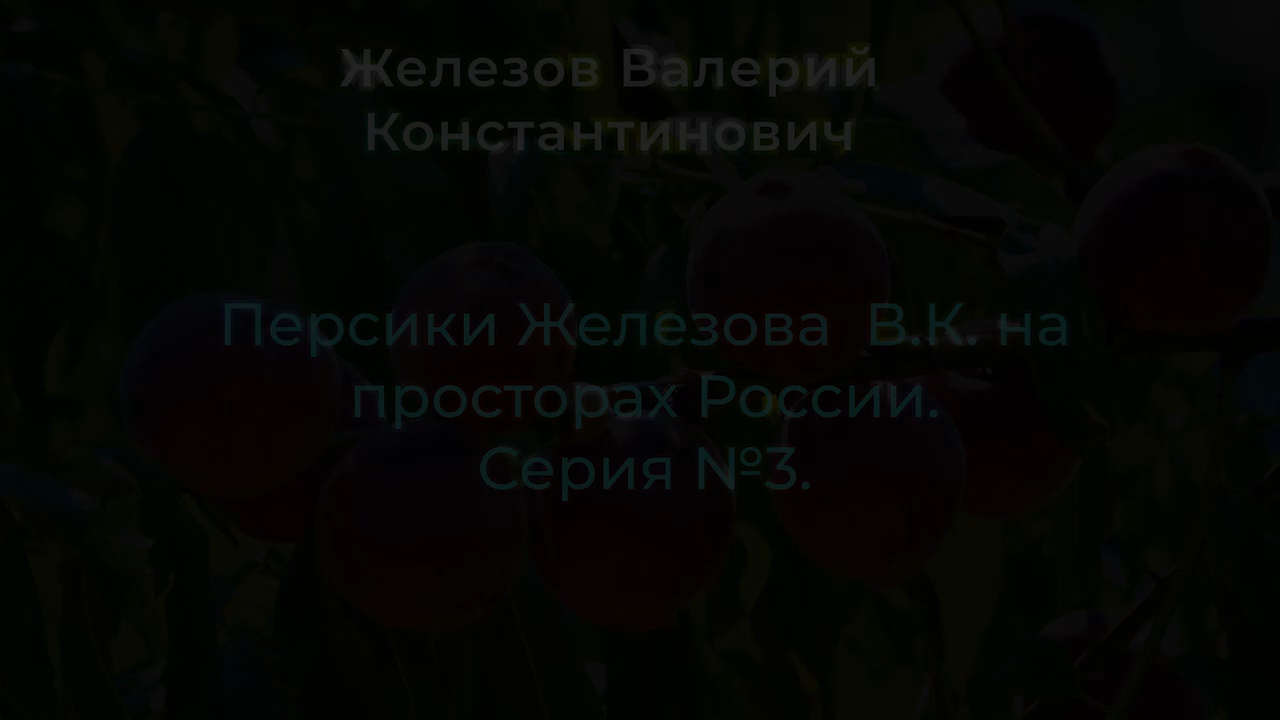 Железов Валерий
Константинович
Персики Железова В.К. на
просторах России.
Серия №3.